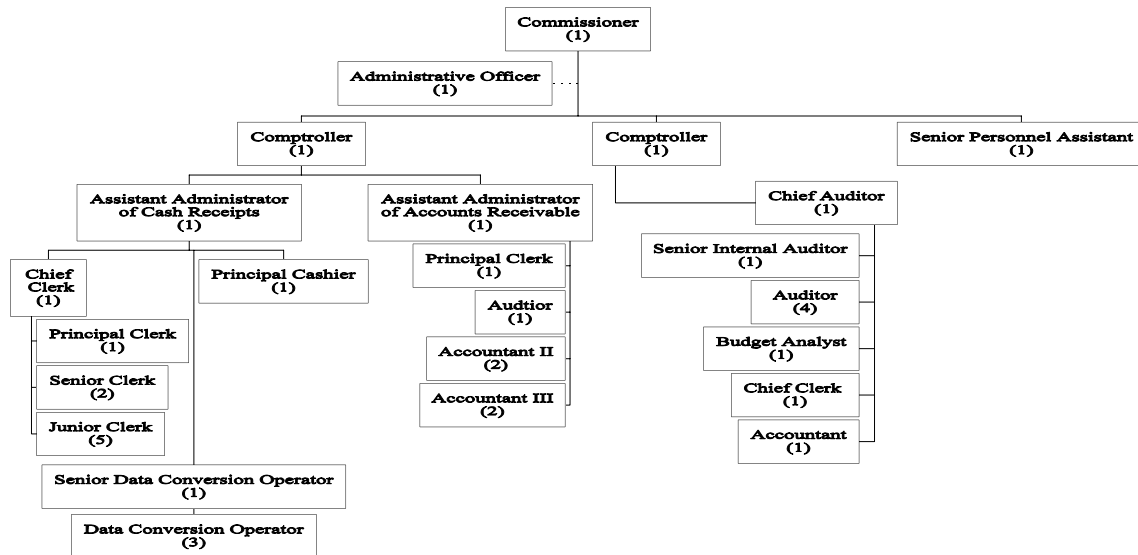 Commissioner
(1)
Administrative Officer
(1)
Comptroller
(1)
Comptroller
(1)
Senior Personnel Assistant
(1)
Assistant Administrator
of Cash Receipts
(1)
Assistant Administrator
of Accounts Receivable
(1)
Chief Auditor
(1)
Chief
Clerk
(1)
Principal Cashier
(1)
Principal Clerk
(1)
Senior Clerk
(2)
Junior Clerk
(5)
Senior Data Conversion Operator
(1)
Data Conversion Operator
(3)
Principal Clerk
(1)
Audtior
(1)
Accountant II
(2)
Accountant III
(2)
Senior Internal Auditor
(1)
Auditor
(4)
Budget Analyst
(1)
Chief Clerk
(1)
Accountant
(1)